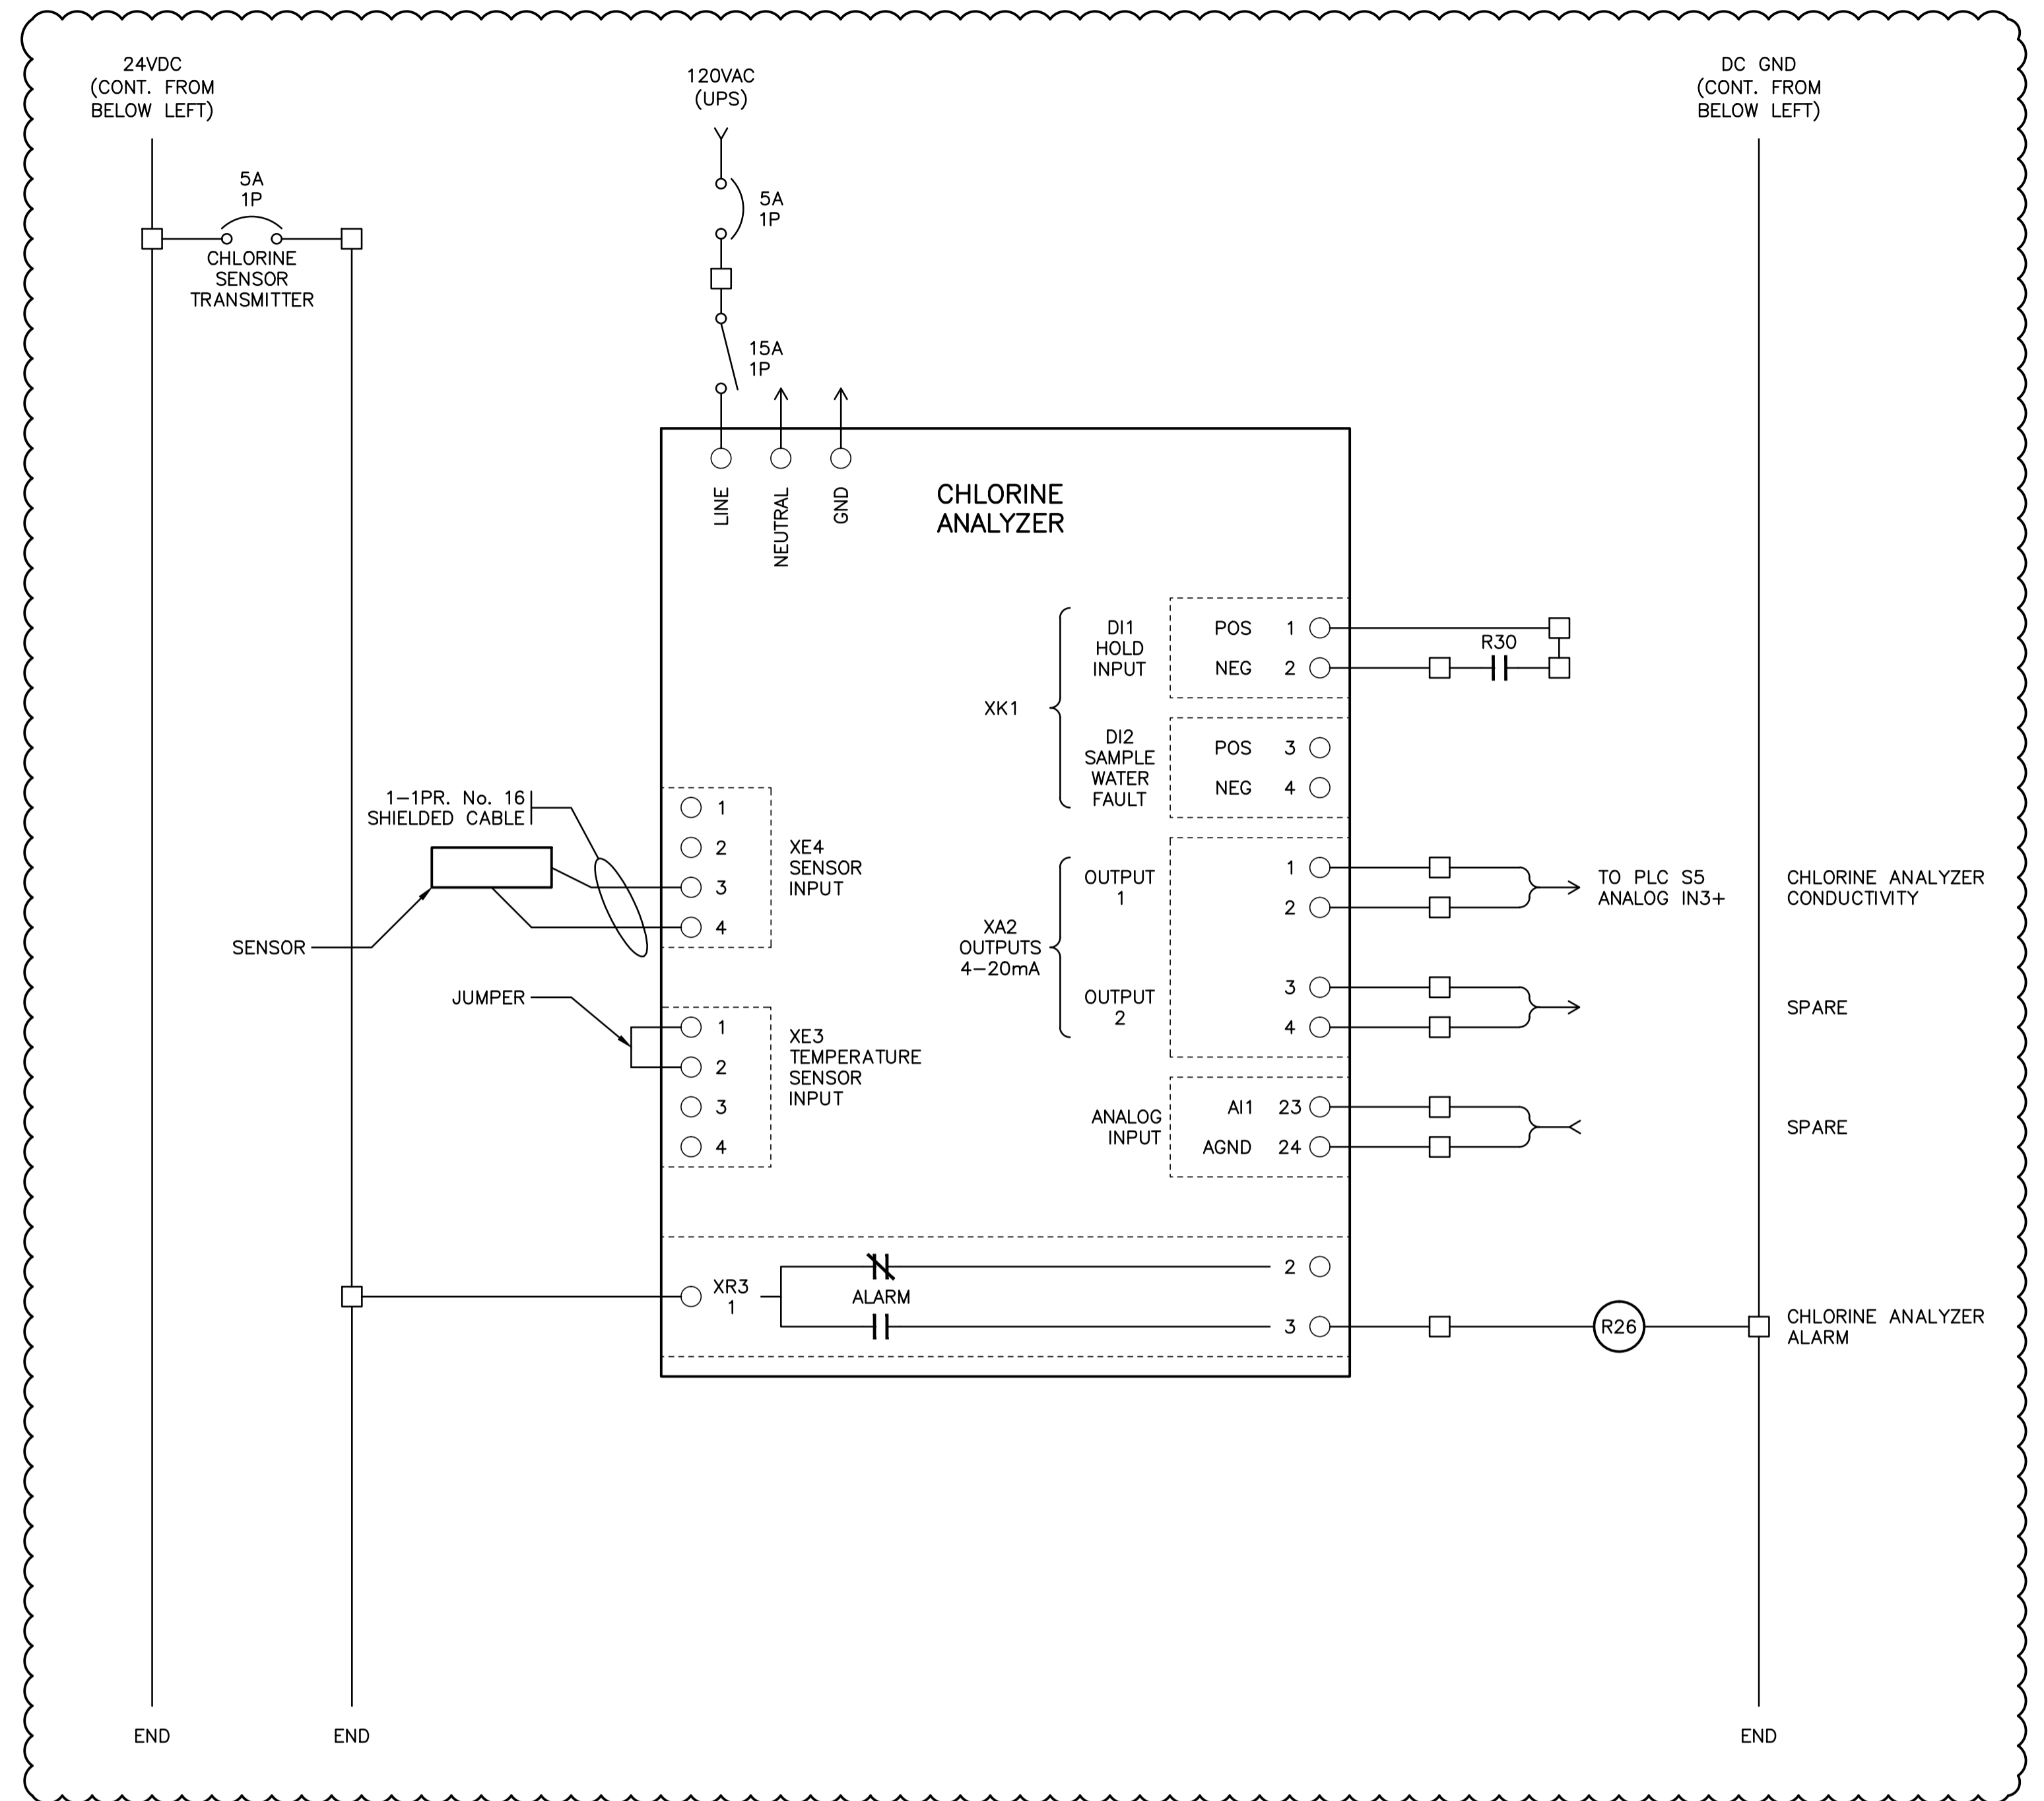 24VDC
(CONT. FROM
BELOW LEFT)
120VAC
(UPS)
DC GND
(CONT. FROM
BELOW LEFT)
5A
1P
CHLORINE
SENSOR
TRANSMITTER
5A
1P
15A
1P
LINE
NEUTRAL
GND
CHLORINE
ANALYZER
XK1
DI1
HOLD
INPUT
POS 1
NEG 2
R30
DI2
SAMPLE
WATER
FAULT
POS 3
NEG 4
1-1PR. No. 16
SHIELDED CABLE
SENSOR
1
2
3
4
XE4
SENSOR
INPUT
JUMPER
1
2
3
4
XE3
TEMPERATURE
SENSOR
INPUT
XA2
OUTPUTS
4-20mA
OUTPUT
1
OUTPUT
2
1
2
3
4
TO PLC S5
ANALOG IN3+
CHLORINE ANALYZER
CONDUCTIVITY
SPARE
ANALOG
INPUT
AI1 23
AGND 24
SPARE
XR3
1
ALARM
2
3
R26
CHLORINE ANALYZER
ALARM
END
END
END